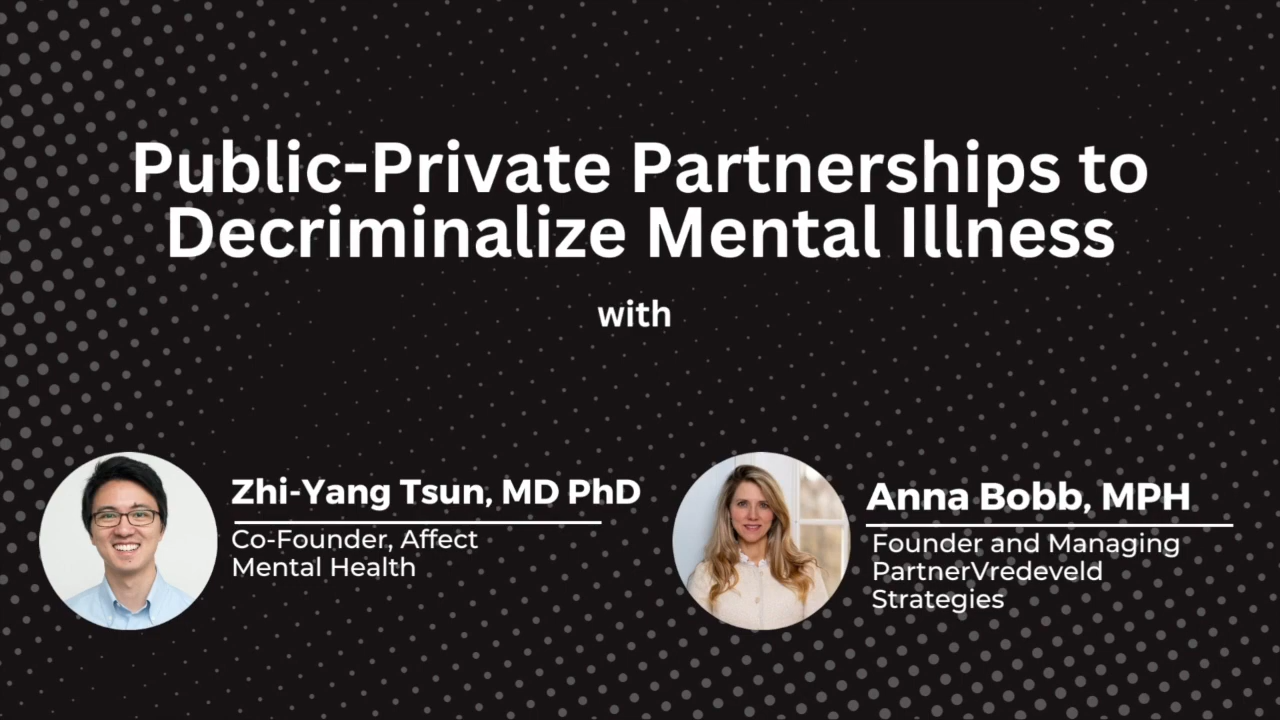 Public-Private Partnerships to
Decriminalize Mental Illness
with
Zhi-Yang Tsun, MD PhD
Co-Founder, Affect
Mental Health
Anna Bobb, MPH
Founder and Managing
PartnerVredeveld
Strategies